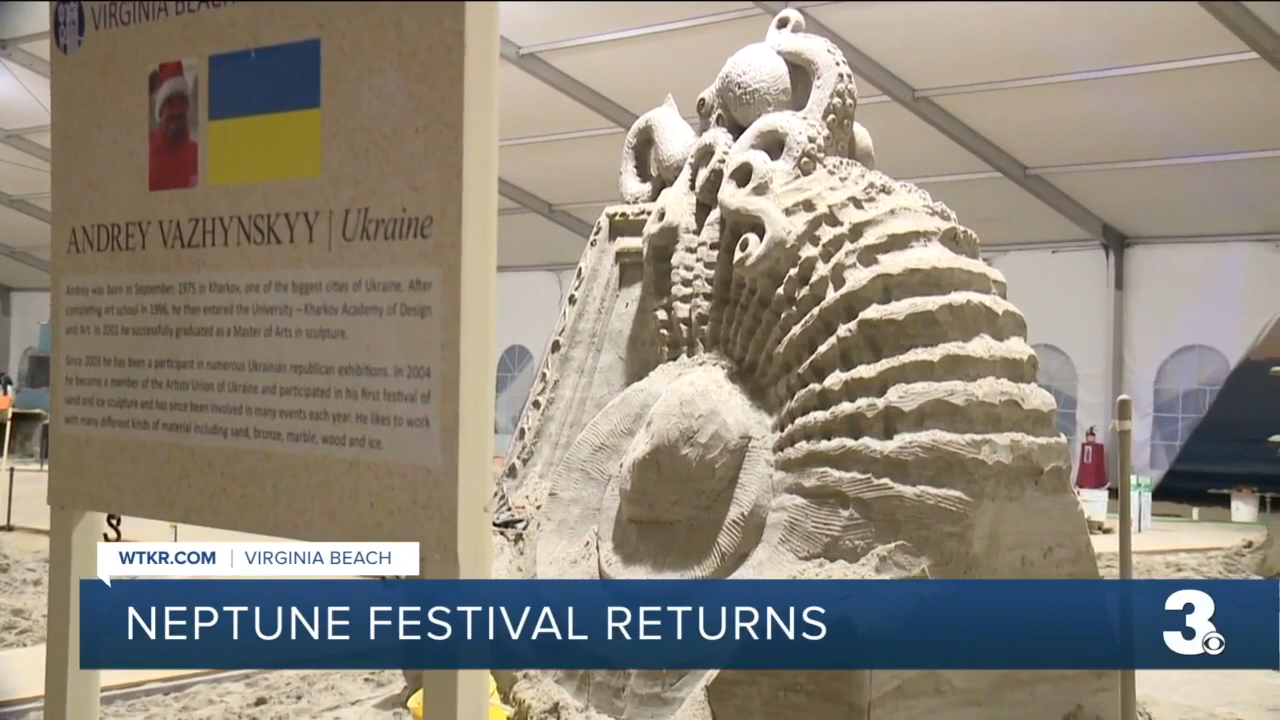 VIRGINIA BEACH
ANDREY VAZHYNSKYY | Ukraine
Andrey was born in September, 1975 in Kharkov, one of the biggest cities of Ukraine. After
completing art school in 1996, he then entered the University – Kharkov Academy of Design
and Art. In 2001 he successfully graduated as a Master of Arts in sculpture.
Since 2003 he has been a participant in numerous Ukrainian republican exhibitions. In 2004
he become a member of the Artists Union of Ukraine and participated in his first festival of
sand and ice sculpture and has since been involved in many events each year. He likes to work
with many different kinds of material including sand, bronze, marble, wood and ice.
WTKR.COM | VIRGINIA BEACH
NEPTUNE FESTIVAL RETURNS
3